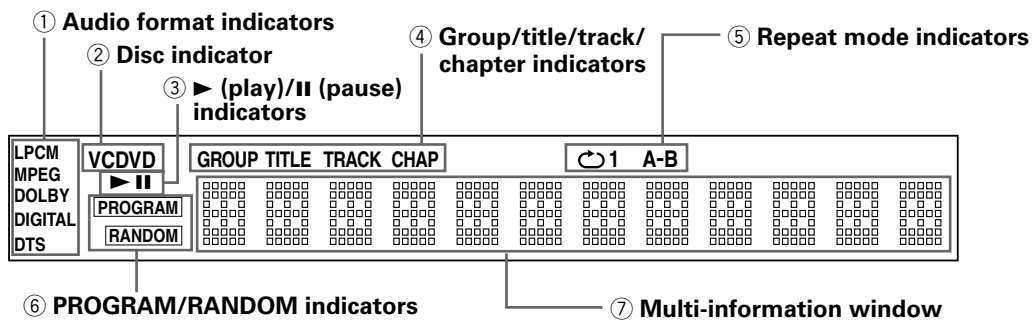 ① Audio format indicators
② Disc indicator
③ ► (play)/II (pause)
indicators
④ Group/title/track/
chapter indicators
⑤ Repeat mode indicators
LPCM
MPEG
DOLBY
DIGITAL
DTS
VCDVD
► II
PROGRAM
RANDOM
GROUP TITLE TRACK CHAP
1 A-B
⑥ PROGRAM/RANDOM indicators
⑦ Multi-information window